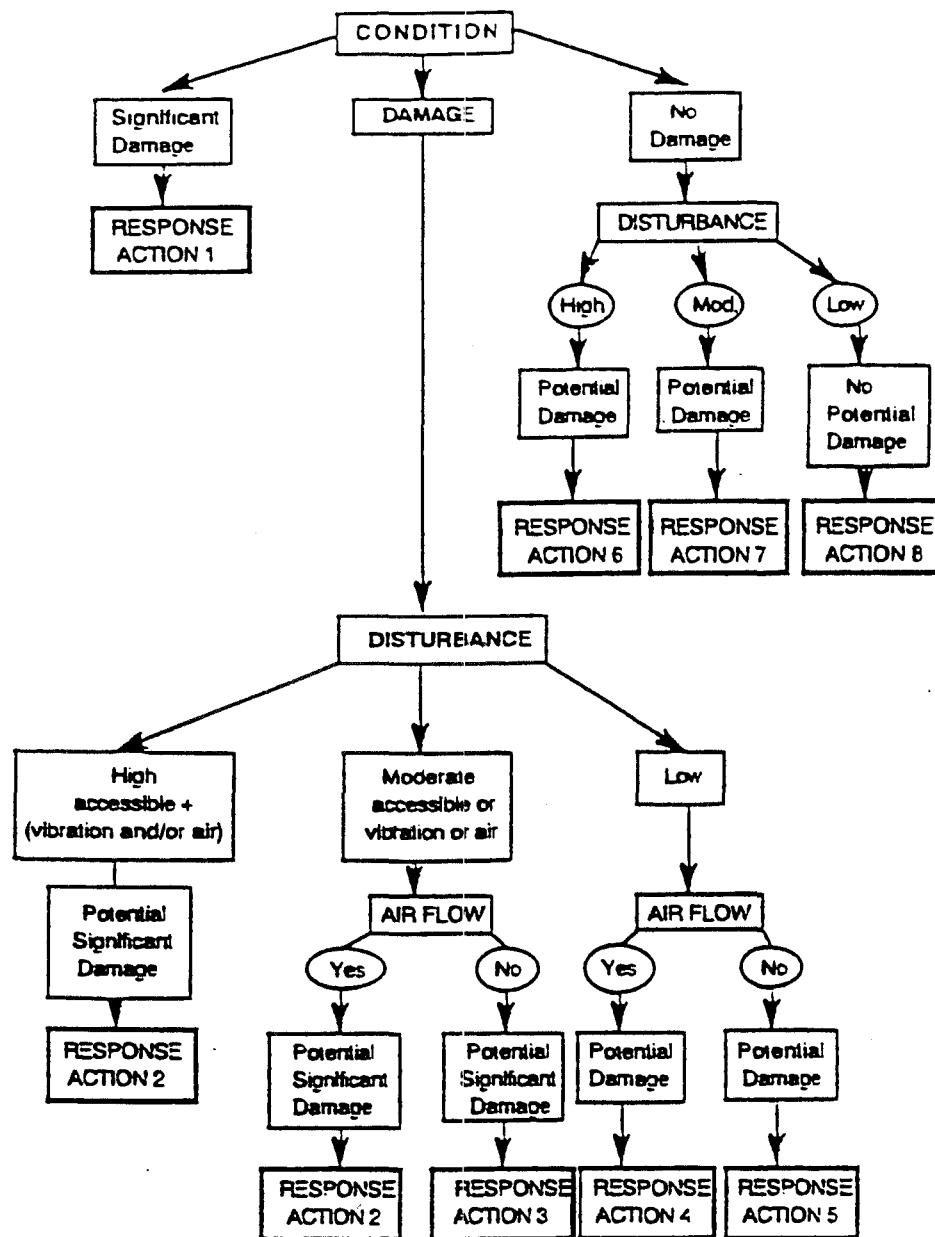 CONDITION
Significant
Damage
DAMAGE
No
Damage
RESPONSE
ACTION 1
DISTURBANCE
High
Mod.
Low
Potential
Damage
Potential
Damage
No
Potential
Damage
RESPONSE
ACTION 6
RESPONSE
ACTION 7
RESPONSE
ACTION 8
DISTURBANCE
High
accessible +
(vibration and/or air)
Moderate
accessible or
vibration or air
Low
Potential
Significant
Damage
AIR FLOW
AIR FLOW
Yes
No
Yes
No
RESPONSE
ACTION 2
Potential
Significant
Damage
Potential
Significant
Damage
Potential
Damage
Potential
Damage
RESPONSE
ACTION 2
RESPONSE
ACTION 3
RESPONSE
ACTION 4
RESPONSE
ACTION 5